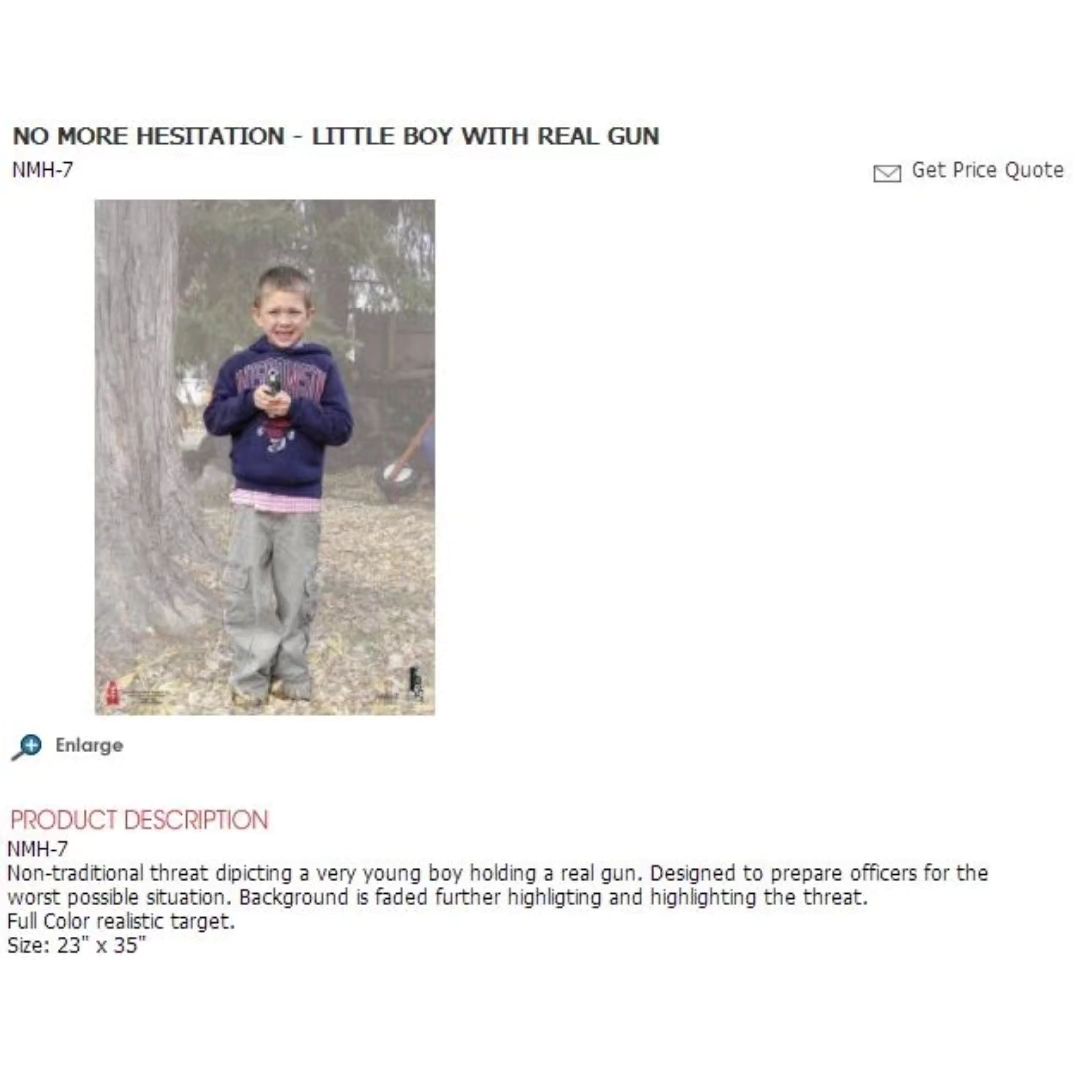 NO MORE HESITATION - LITTLE BOY WITH REAL GUN
NMH-7
Get Price Quote
Enlarge
PRODUCT DESCRIPTION
NMH-7
Non-traditional threat dipicting a very young boy holding a real gun. Designed to prepare officers for the
worst possible situation. Background is faded further highligting and highlighting the threat.
Full Color realistic target.
Size: 23" x 35"